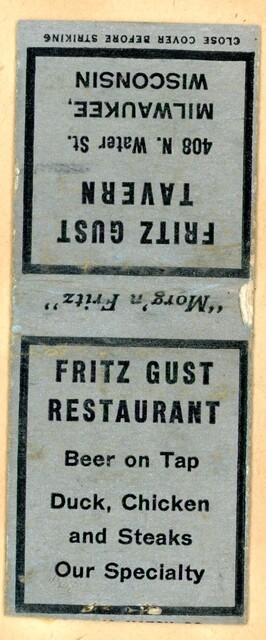 FRITZ GUST
TAVERN
408 N. Water St.
MILWAUKEE,
WISCONSIN
CLOSE COVER BEFORE STRIKING
"Morg'n Fritz"
FRITZ GUST
RESTAURANT
Beer on Tap
Duck, Chicken
and Steaks
Our Specialty